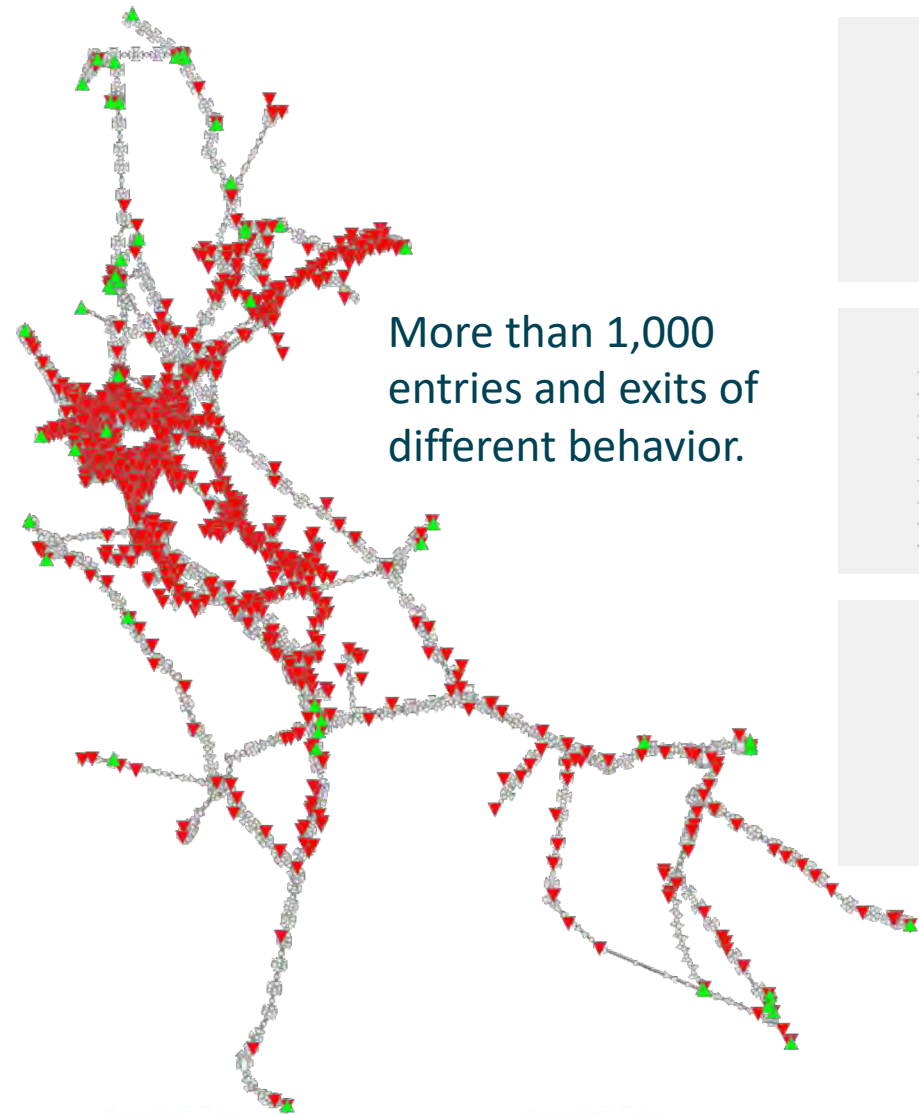 More than 1,000
entries and exits of
different behavior.